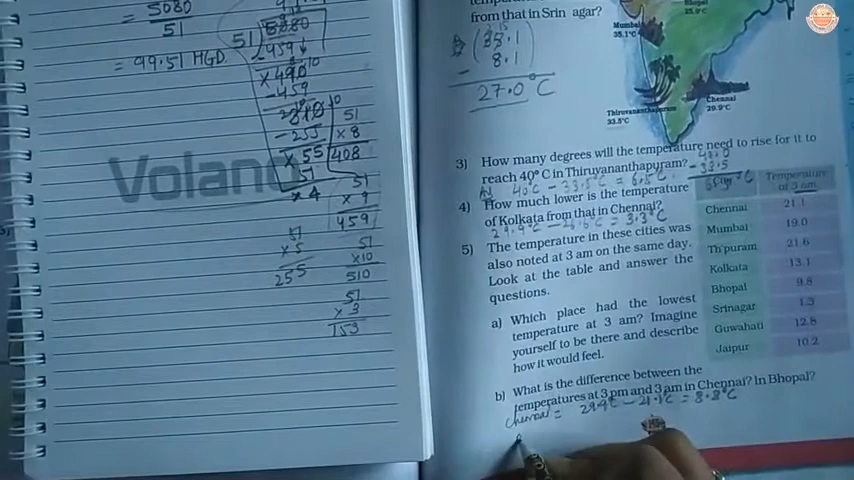 = 5080
51
= 99.51 HGD
51
5080
- 459
× 490
- 459
- 255
× 55
51
× 4
51
× 8
408
51
× 9
459
51
× 5
255
51
×10
510
51
× 3
153
Volano
from that in Srin agar?
38.1
- 8.1
27.0°C
Mumbai
35.1°C
Bhopal
Chennai
29.9°C
Thiruvananthapuram
33.5°C
3) How many degrees will the temperature need to rise for it to
reach 40°C in Thiruvananthapuram?
40°C - 33.5°C = 6.5°C
40.0
- 33.5
4) How much lower is the temperature
of Kolkata from that in Chennai?
29.9°C - 26.6°C = 3.3°C
5) The temperature in these cities was
also noted at 3 am on the same day.
Look at the table and answer the
questions.
Temperature
at 3 am
Chennai 21.1
Mumbai 19.0
Th'puram 21.6
Kolkata 13.1
Bhopal 9.8
Srinagar 1.3
Guwahati 12.8
Jaipur 10.2
a) Which place had the lowest
temperature at 3 am? Imagine
yourself to be there and describe
how it would feel.
b) What is the difference between the
temperatures at 3 pm and 3 am in Chennai? In Bhopal?
Chennai = 29.9°C - 21.1°C = 8.8°C